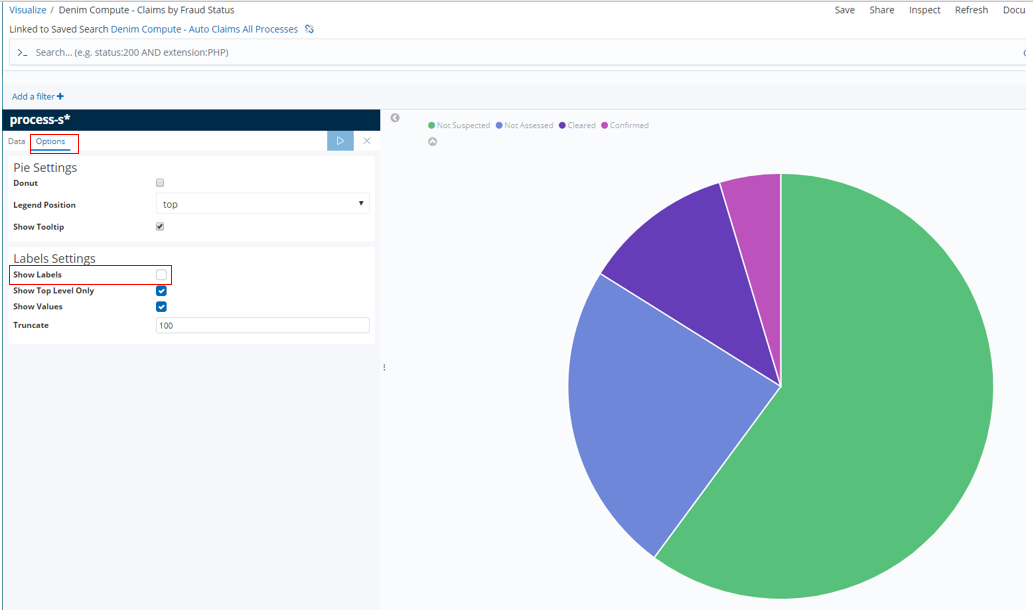 Visualize / Denim Compute - Claims by Fraud Status Save Share Inspect Refresh Docu
Linked to Saved Search Denim Compute - Auto Claims All Processes
>_ Search... (e.g. status:200 AND extension:PHP)
Add a filter +
process-s*
Data Options
Not Suspected Not Assessed Cleared Confirmed
Pie Settings
Donut
Legend Position top
Show Tooltip
Labels Settings
Show Labels
Show Top Level Only
Show Values
Truncate 100